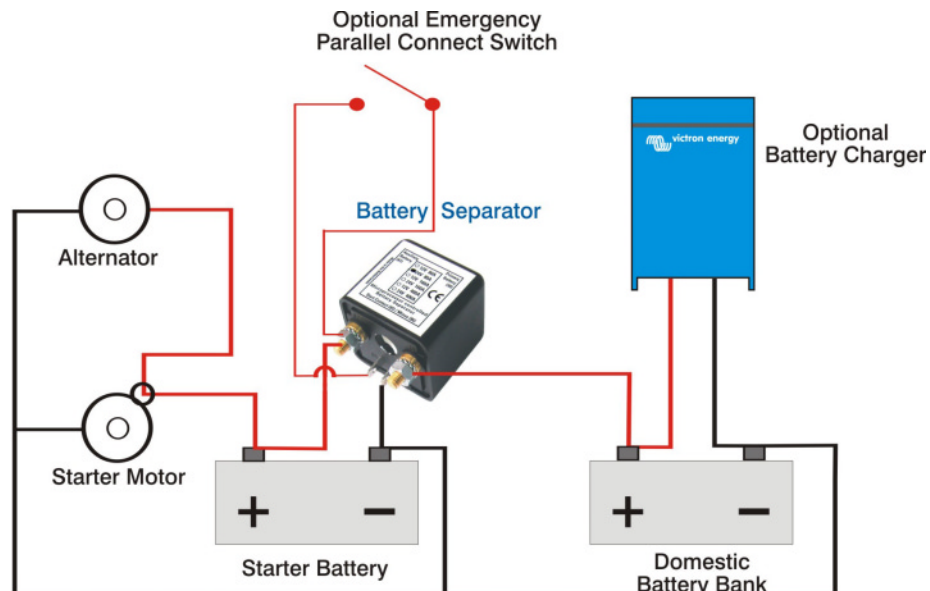 Optional Emergency
Parallel Connect Switch
victron energy
Optional
Battery Charger
Battery Separator
Alternator
Starter Motor
+
−
Starter Battery
+
−
Domestic
Battery Bank